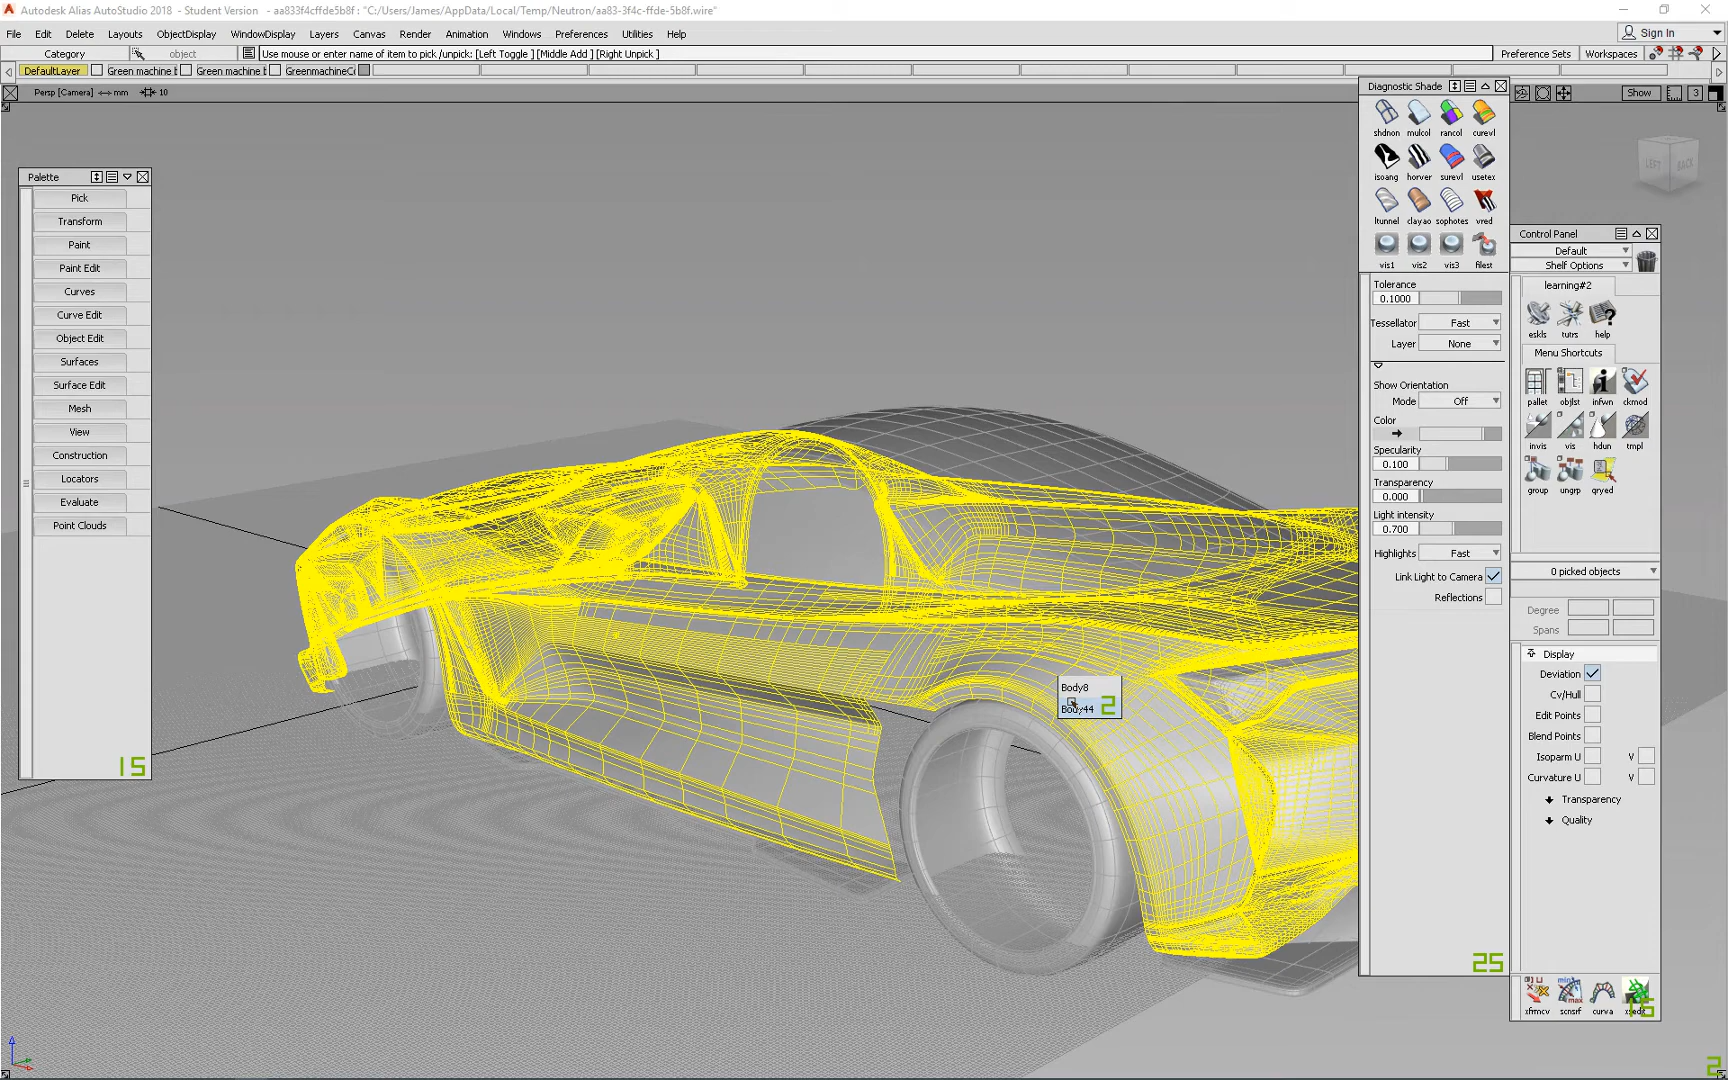 Autodesk Alias AutoStudio 2018 - Student Version - aa833f4cffde5b8f : "C:/Users/James/AppData/Local/Temp/Neutron/aa83-3f4c-ffde-5b8f.wire"
File Edit Delete Layouts ObjectDisplay WindowDisplay Layers Canvas Render Animation Windows Preferences Utilities Help
Sign In
Category object Use mouse or enter name of item to pick /unpick: [Left Toggle ] [Middle Add ] [Right Unpick ]
Preference Sets Workspaces
DefaultLayer Green machine b Green machine b GreenmachineC
Persp [Camera] mm 10
Show 3
LEFT BACK
Palette
Pick
Transform
Paint
Paint Edit
Curves
Curve Edit
Object Edit
Surfaces
Surface Edit
Mesh
View
Construction
Locators
Evaluate
Point Clouds
15
Body8
Body44 2
Diagnostic Shade
shdnon mulcol rancol curevl
isoang horver surevl usetex
ltunnel clayao sophotes vred
vis1 vis2 vis3 filest
Tolerance
0.1000
Tessellator Fast
Layer None
Show Orientation
Mode Off
Color
Specularity
0.100
Transparency
0.000
Light intensity
0.700
Highlights Fast
Link Light to Camera
Reflections
25
Control Panel
Default
Shelf Options
learning#2
eskls tutrs help
Menu Shortcuts
pallet objlst infwn ckmod
invis vis hdun tmpl
group ungrp qryed
0 picked objects
Degree
Spans
Display
Deviation
Cv/Hull
Edit Points
Blend Points
Isoparm U V
Curvature U V
Transparency
Quality
xfrmcv scnsrf curva
16
2